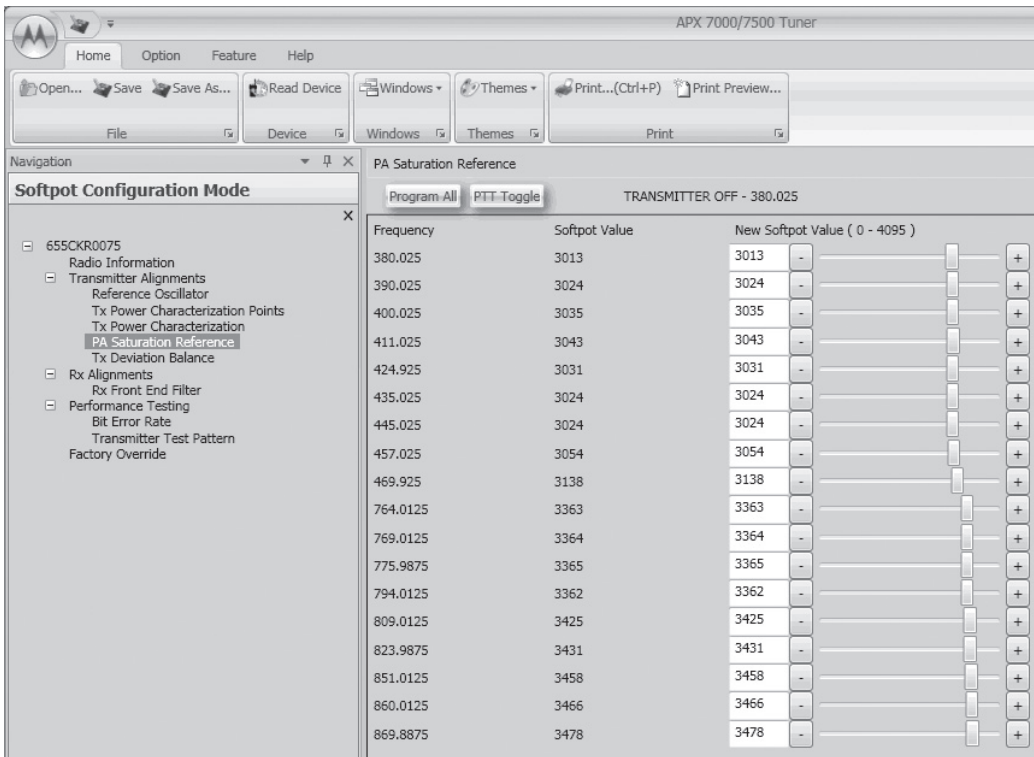 APX 7000/7500 Tuner
Home Option Feature Help
Open... Save Save As... Read Device Windows Themes Print...(Ctrl+P) Print Preview...
File Device Windows Themes Print
Navigation
Softpot Configuration Mode
X
655CKR0075
Radio Information
Transmitter Alignments
Reference Oscillator
Tx Power Characterization Points
Tx Power Characterization
PA Saturation Reference
Tx Deviation Balance
Rx Alignments
Rx Front End Filter
Performance Testing
Bit Error Rate
Transmitter Test Pattern
Factory Override
PA Saturation Reference
Program All PTT Toggle TRANSMITTER OFF - 380.025
Frequency Softpot Value New Softpot Value ( 0 - 4095 )
380.025 3013 3013 - +
390.025 3024 3024 - +
400.025 3035 3035 - +
411.025 3043 3043 - +
424.925 3031 3031 - +
435.025 3024 3024 - +
445.025 3024 3024 - +
457.025 3054 3054 - +
469.925 3138 3138 - +
764.0125 3363 3363 - +
769.0125 3364 3364 - +
775.9875 3365 3365 - +
794.0125 3362 3362 - +
809.0125 3425 3425 - +
823.9875 3431 3431 - +
851.0125 3458 3458 - +
860.0125 3466 3466 - +
869.8875 3478 3478 - +